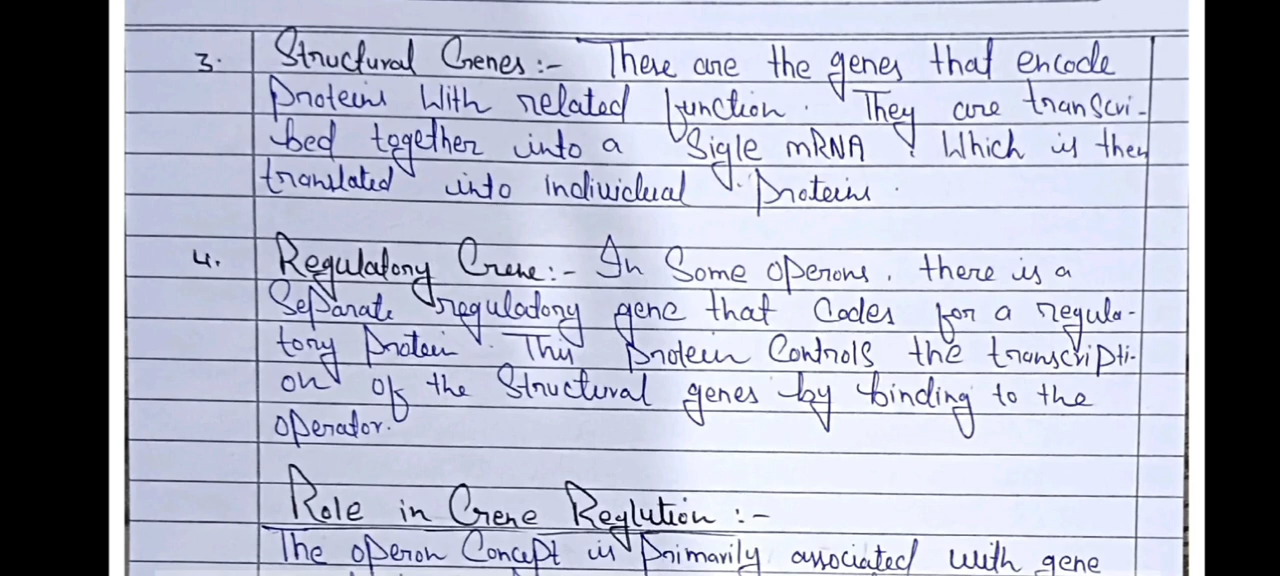 3. Structural Genes :- These are the genes that encode
Proteins With related function. They are transcri-
bed together into a Sigle mRNA. Which is then
translated into individual Proteins.
4. Regulatory Gene :- In Some operons, there is a
Separate regulatory gene that Codes for a regula-
tory Protein. This Protein Controls the transcripti-
on of the Structural genes by binding to the
operator.
Role in Gene Reglution :-
The operon Concept is Primarily associated with gene